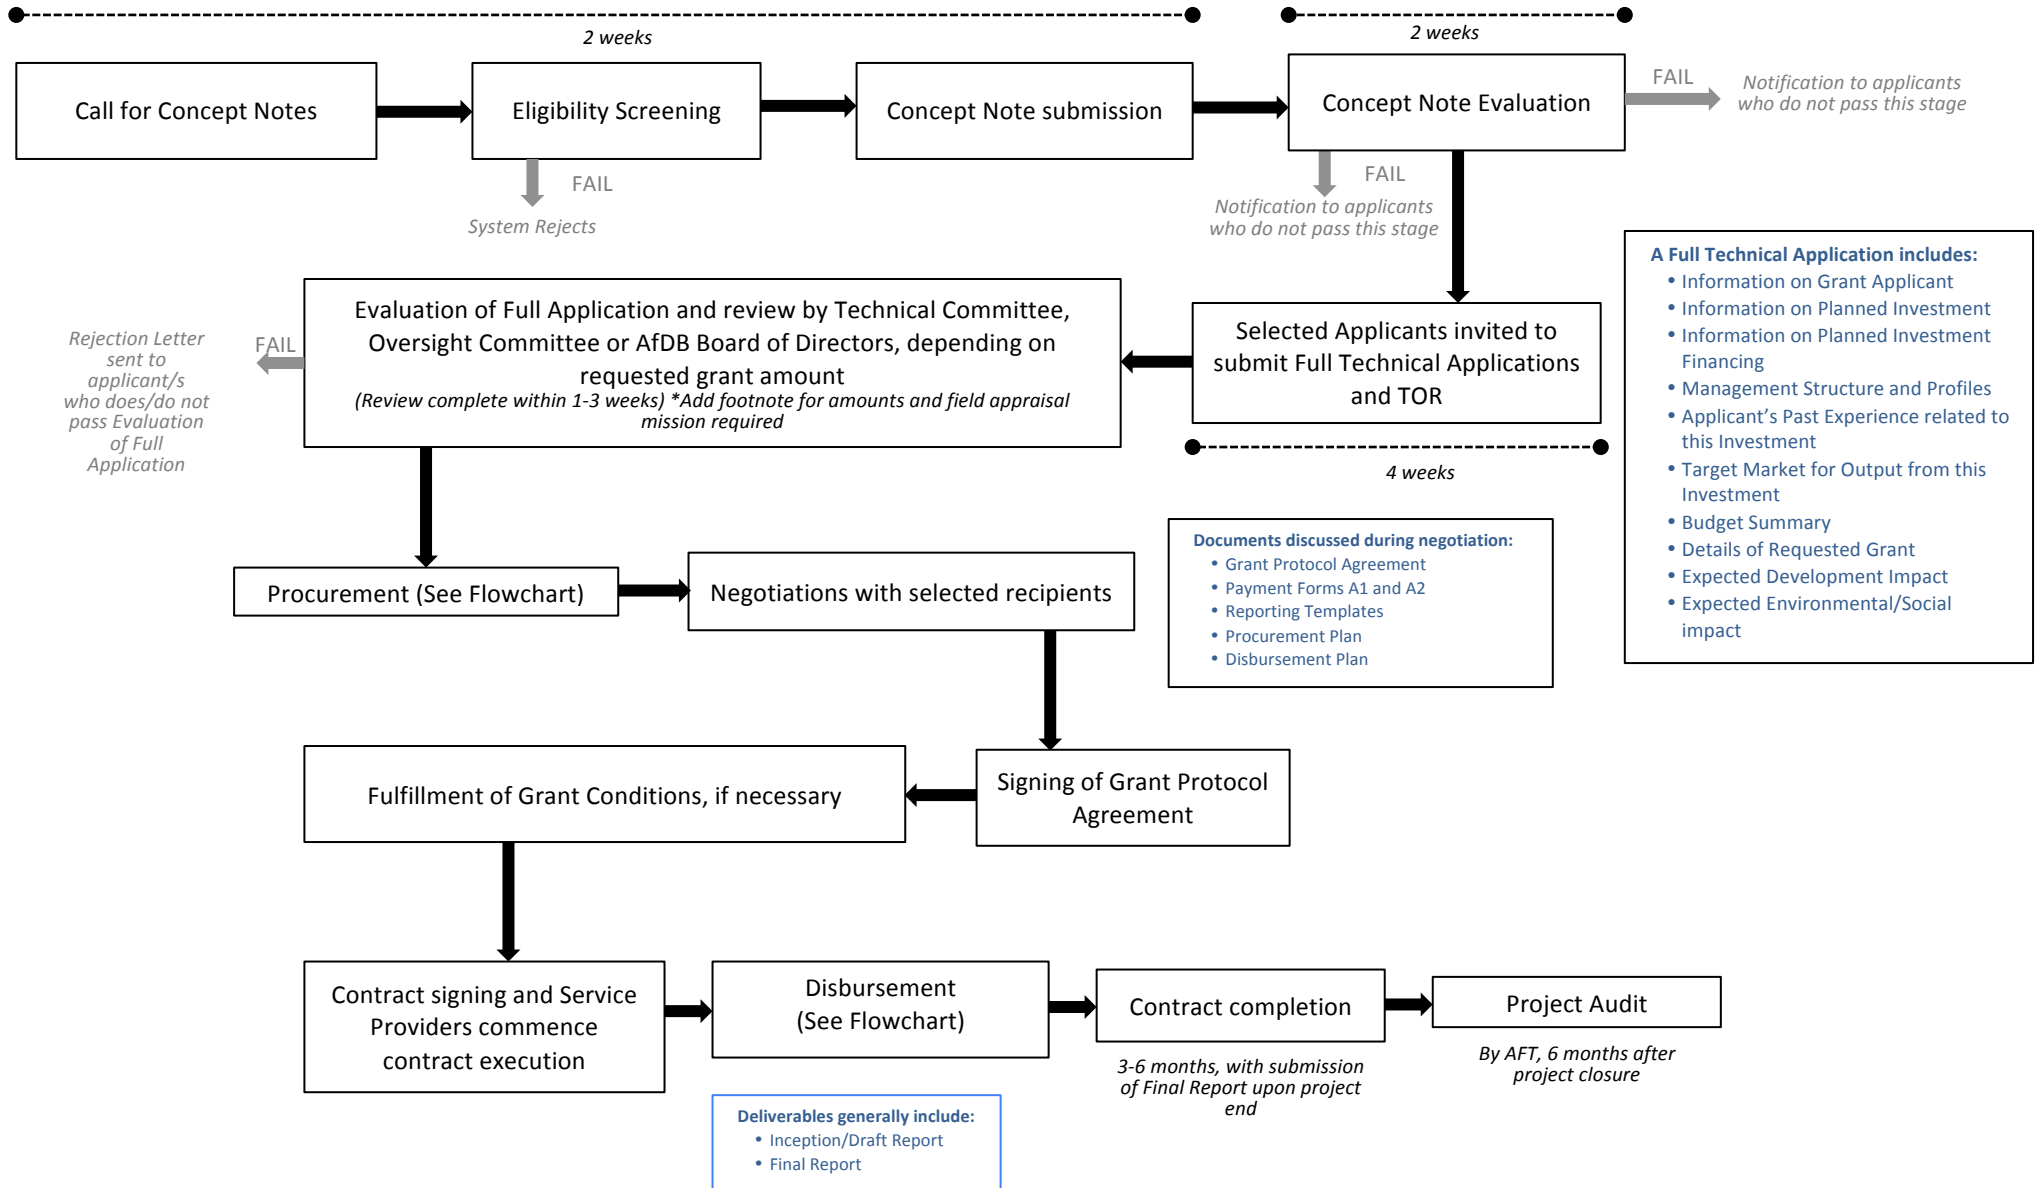 2 weeks
2 weeks
Call for Concept Notes
Eligibility Screening
Concept Note submission
Concept Note Evaluation
FAIL
Notification to applicants
who do not pass this stage
FAIL
System Rejects
FAIL
Notification to applicants
who do not pass this stage
A Full Technical Application includes:
• Information on Grant Applicant
• Information on Planned Investment
• Information on Planned Investment
Financing
• Management Structure and Profiles
• Applicant's Past Experience related to
this Investment
• Target Market for Output from this
Investment
• Budget Summary
• Details of Requested Grant
• Expected Development Impact
• Expected Environmental/Social
impact
Selected Applicants invited to
submit Full Technical Applications
and TOR
4 weeks
Evaluation of Full Application and review by Technical Committee,
Oversight Committee or AfDB Board of Directors, depending on
requested grant amount
(Review complete within 1-3 weeks) *Add footnote for amounts and field appraisal
mission required
FAIL
Rejection Letter
sent to
applicant/s
who does/do not
pass Evaluation
of Full
Application
Procurement (See Flowchart)
Negotiations with selected recipients
Documents discussed during negotiation:
• Grant Protocol Agreement
• Payment Forms A1 and A2
• Reporting Templates
• Procurement Plan
• Disbursement Plan
Signing of Grant Protocol
Agreement
Fulfillment of Grant Conditions, if necessary
Contract signing and Service
Providers commence
contract execution
Disbursement
(See Flowchart)
Contract completion
Project Audit
3-6 months, with submission
of Final Report upon project
end
By AFT, 6 months after
project closure
Deliverables generally include:
• Inception/Draft Report
• Final Report